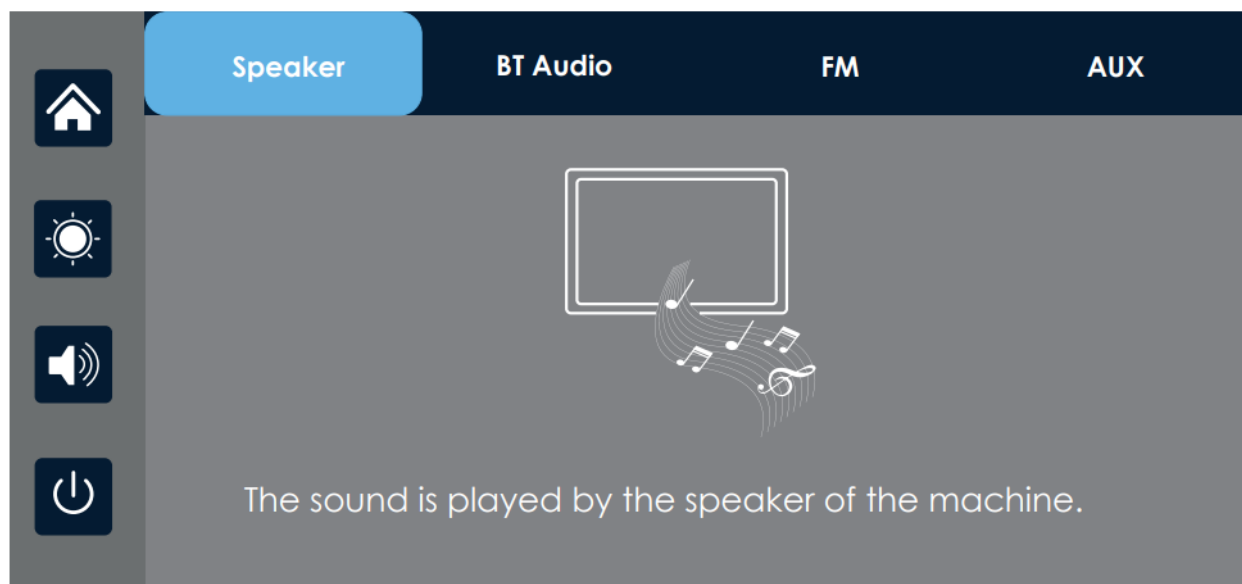 Speaker BT Audio FM AUX
The sound is played by the speaker of the machine.